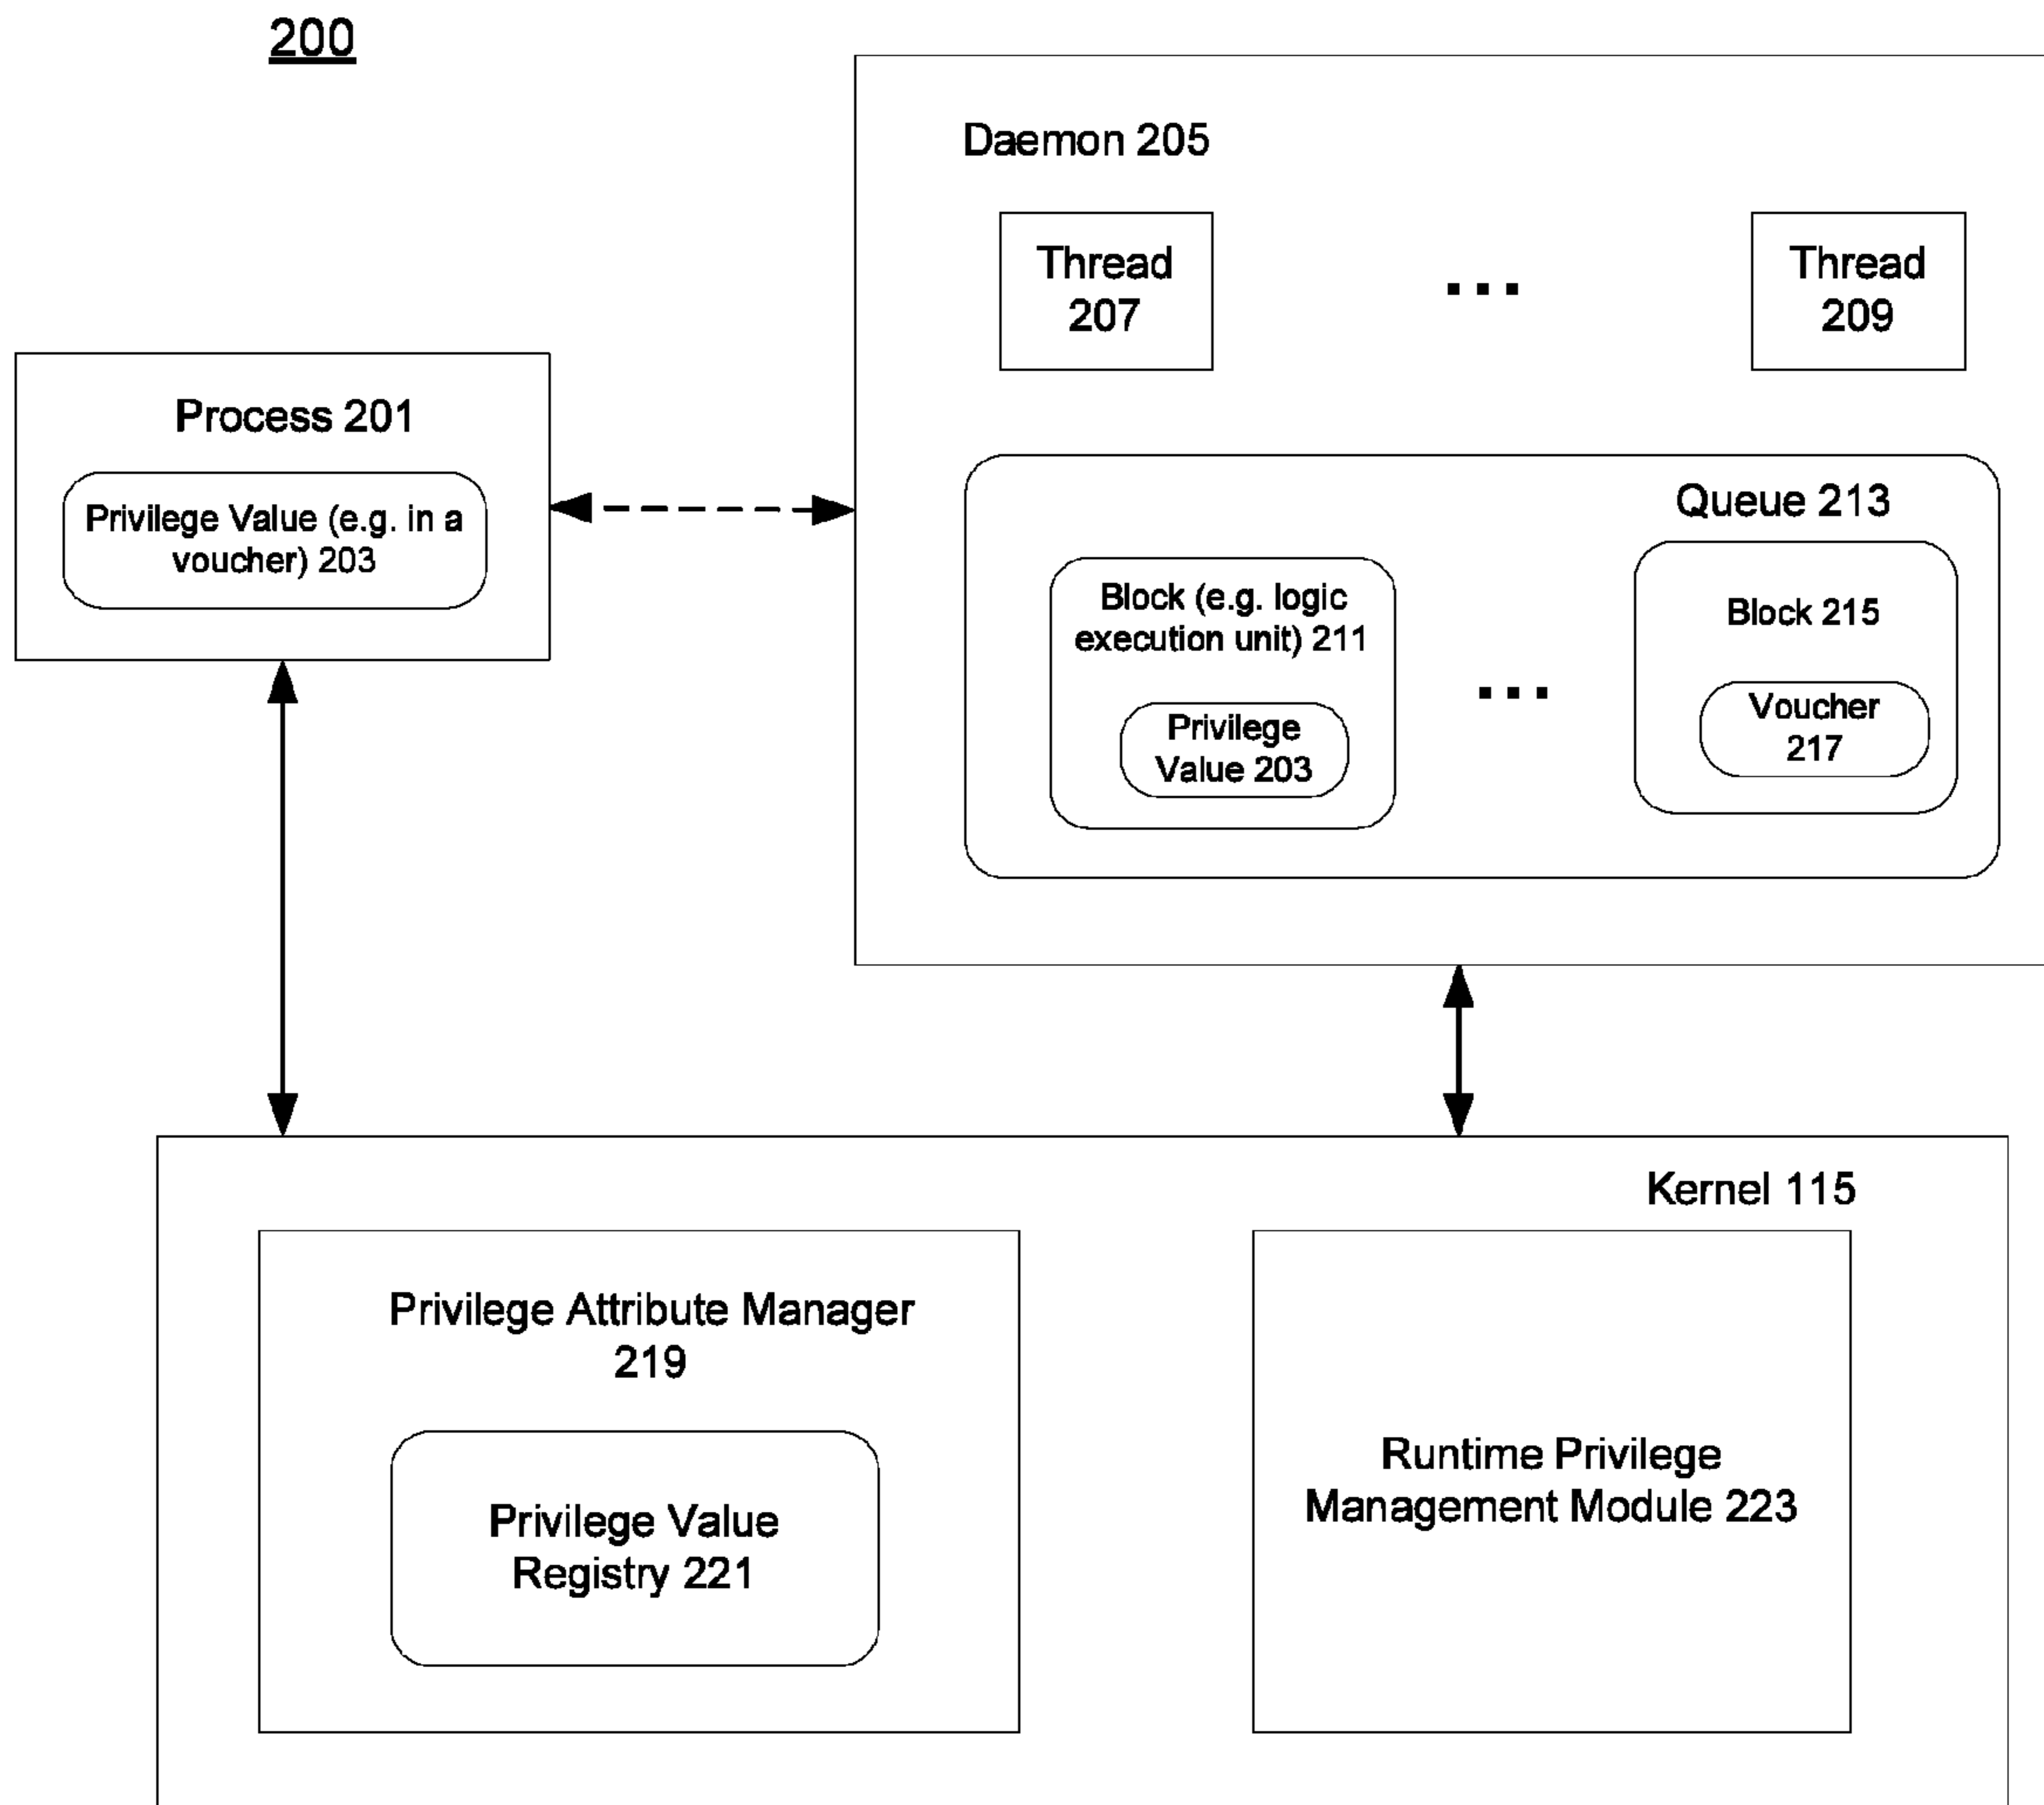 200
Daemon 205
Thread
207
...
Thread
209
Process 201
Privilege Value (e.g. in a
voucher) 203
Queue 213
Block (e.g. logic
execution unit) 211
Privilege
Value 203
...
Block 215
Voucher
217
Kernel 115
Privilege Attribute Manager
219
Privilege Value
Registry 221
Runtime Privilege
Management Module 223